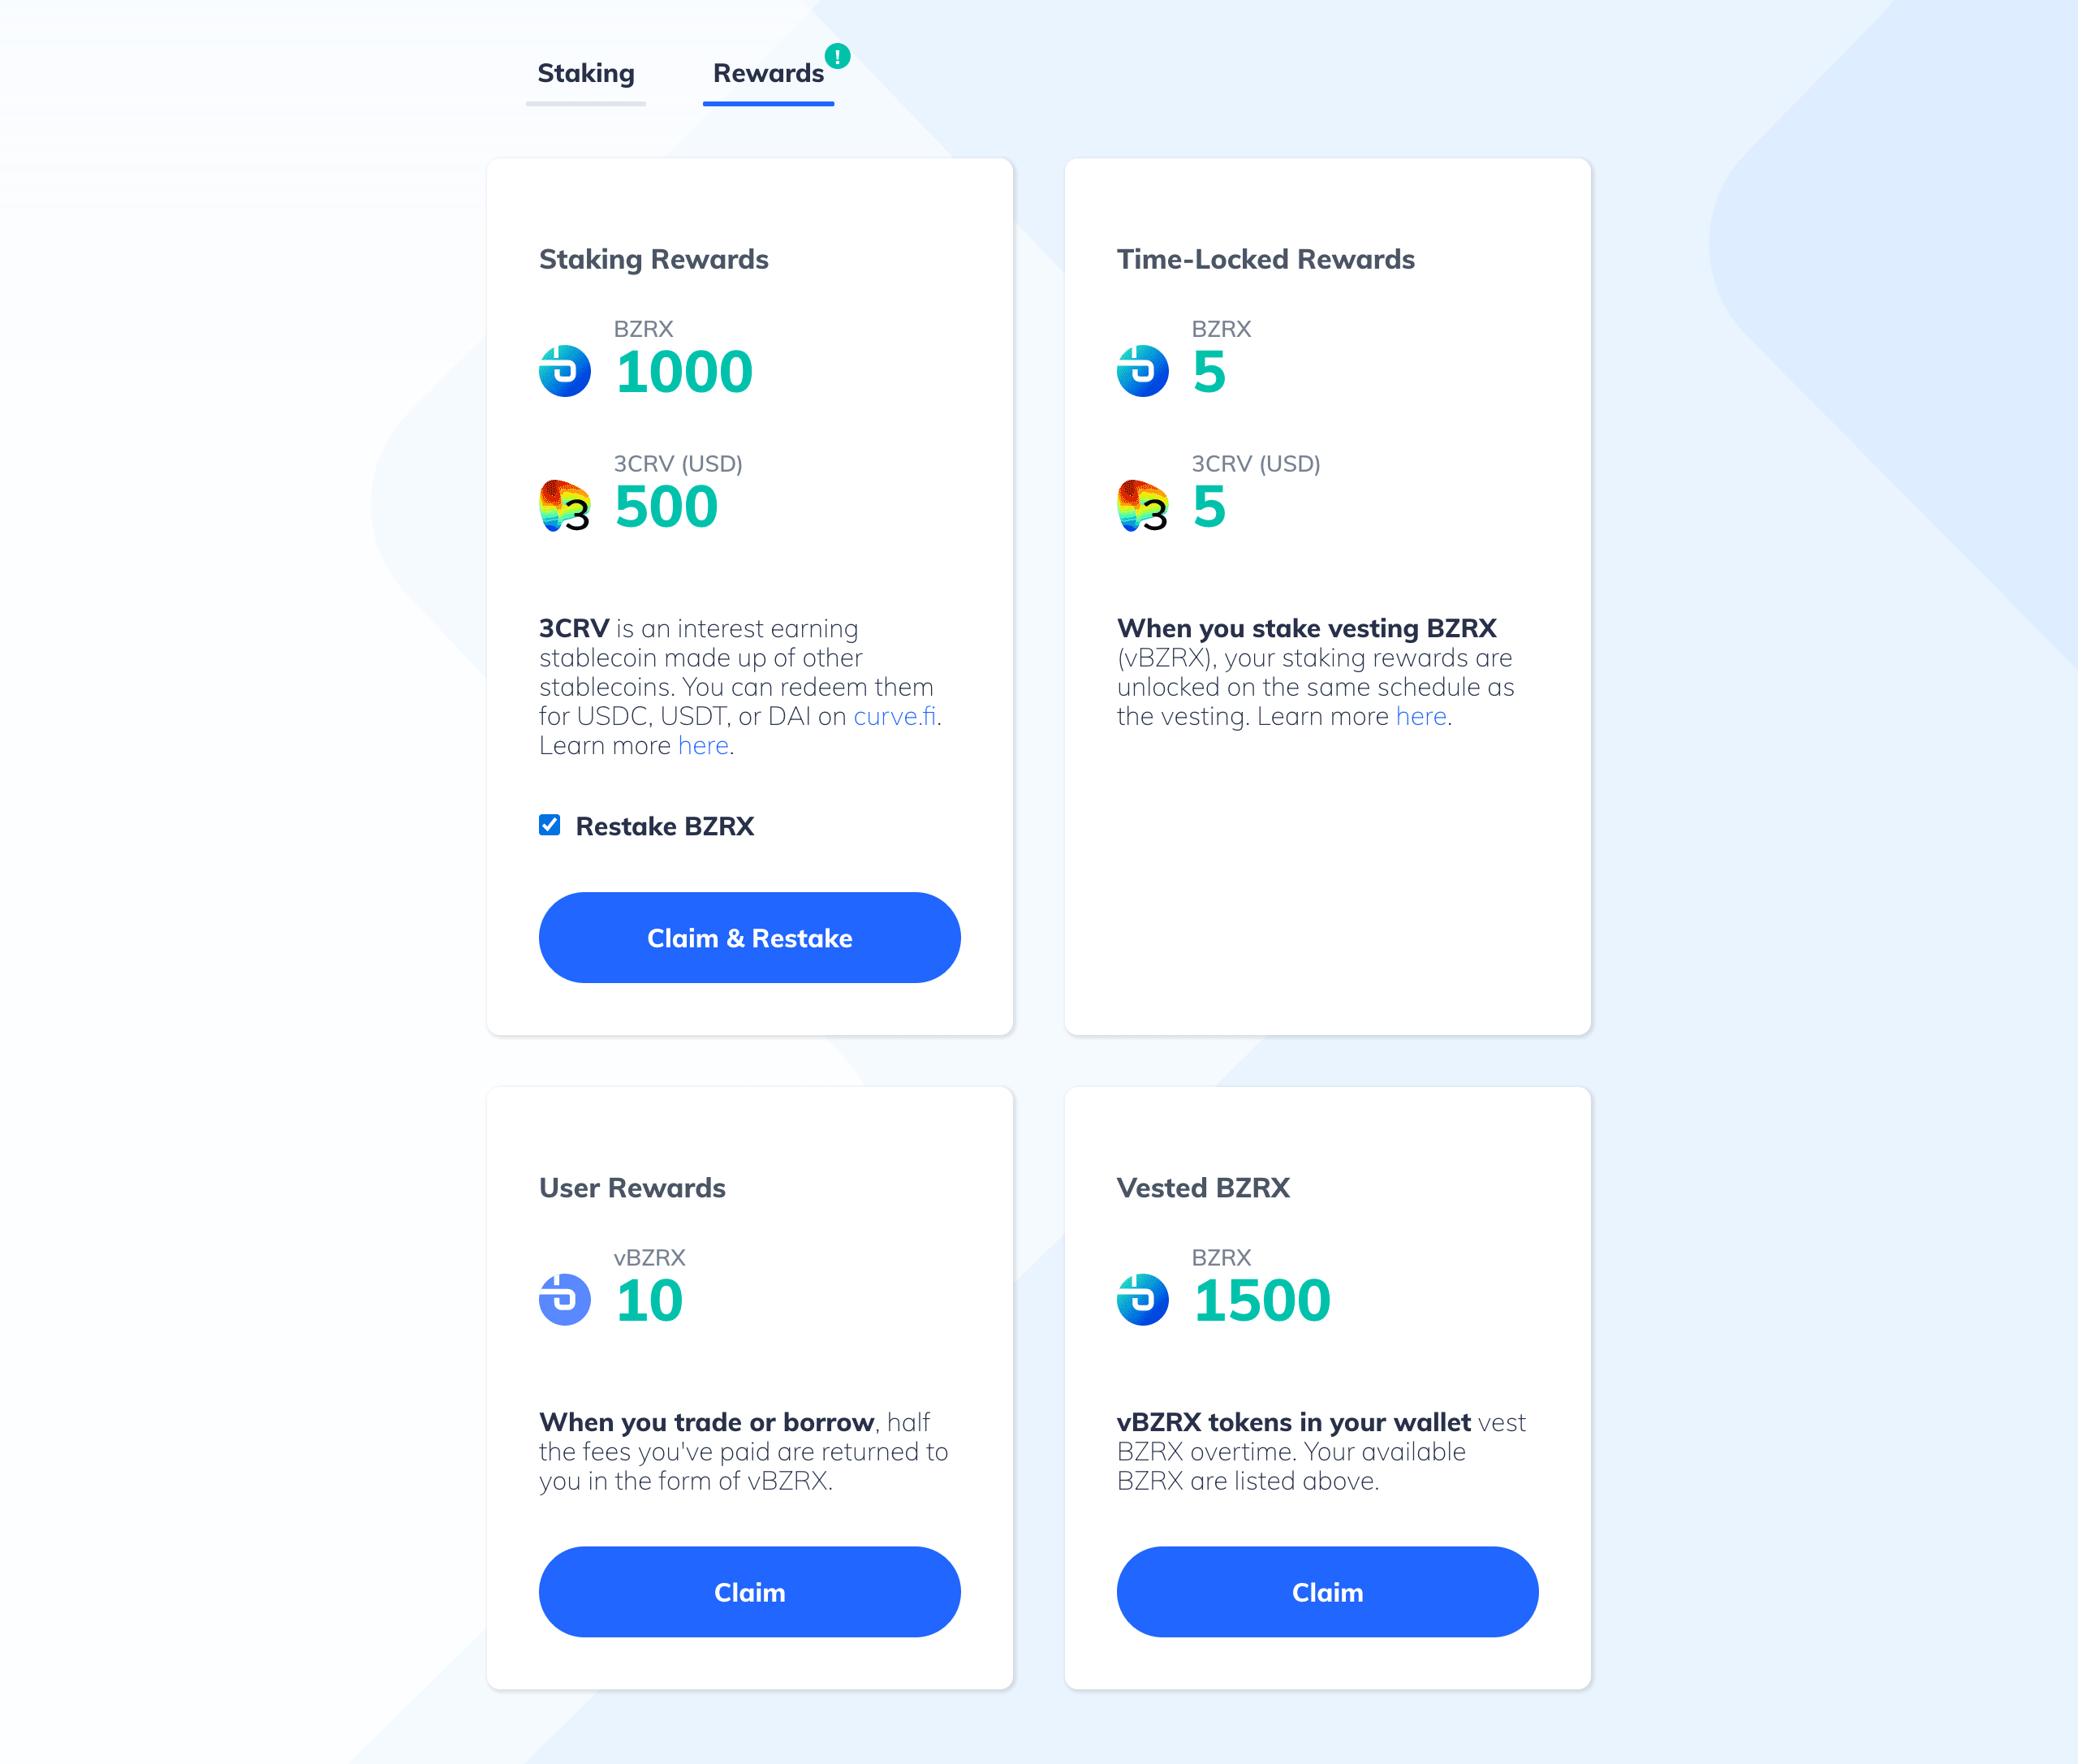 Staking
Rewards
!
Staking Rewards
BZRX
1000
3CRV (USD)
3
500
3CRV is an interest earning
stablecoin made up of other
stablecoins. You can redeem them
for USDC, USDT, or DAI on curve.fi.
Learn more here.
Restake BZRX
Claim & Restake
Time-Locked Rewards
BZRX
5
3CRV (USD)
3
5
When you stake vesting BZRX
(vBZRX), your staking rewards are
unlocked on the same schedule as
the vesting. Learn more here.
User Rewards
vBZRX
10
When you trade or borrow, half
the fees you've paid are returned to
you in the form of vBZRX.
Claim
Vested BZRX
BZRX
1500
vBZRX tokens in your wallet vest
BZRX overtime. Your available
BZRX are listed above.
Claim